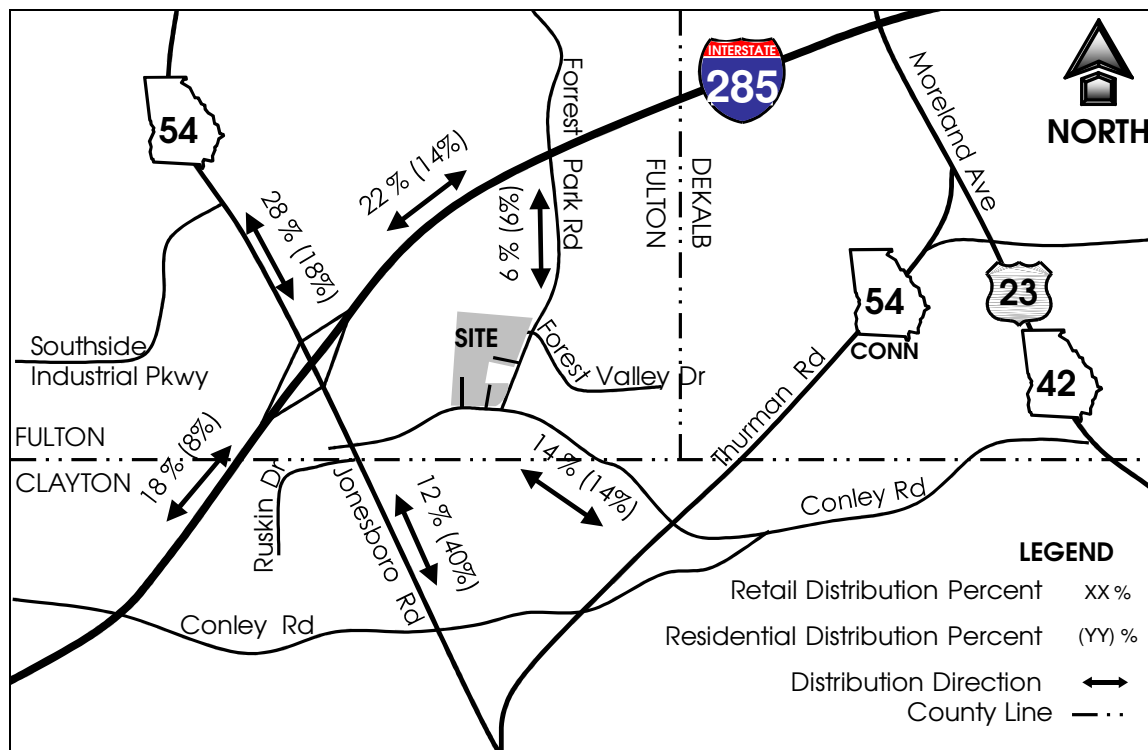 INTERSTATE
285
54
Forrest
Park Rd
Moreland Ave
NORTH
FULTON
DEKALB
22 % (14%)
28 % (18%)
6 % (6%)
54
CONN
23
42
SITE
Southside
Industrial Pkwy
Forest
Valley Dr
Thurman Rd
FULTON
CLAYTON
18 % (8%)
14 % (14%)
Ruskin Dr
Jonesboro Rd
12 % (40%)
Conley Rd
Conley Rd
LEGEND
Retail Distribution Percent XX %
Residential Distribution Percent (YY) %
Distribution Direction
County Line